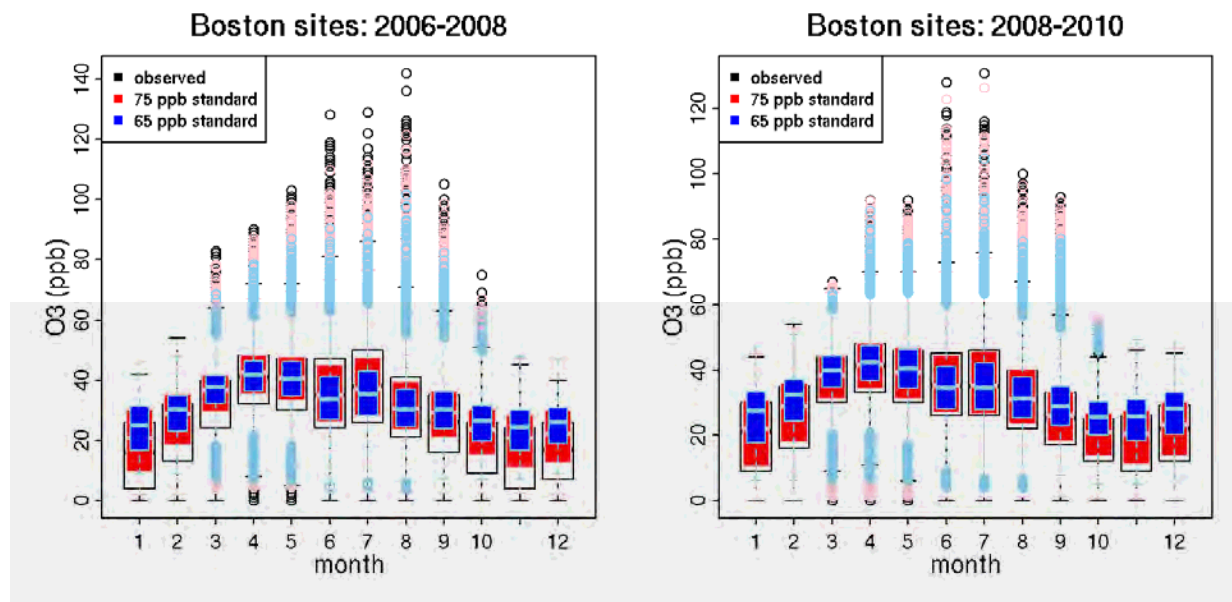 Boston sites: 2006-2008
140
120
100
80
60
40
20
0
O3 (ppb)
observed
75 ppb standard
65 ppb standard
1 2 3 4 5 6 7 8 9 10 12
month
Boston sites: 2008-2010
120
100
80
60
40
20
0
O3 (ppb)
observed
75 ppb standard
65 ppb standard
1 2 3 4 5 6 7 8 9 10 12
month